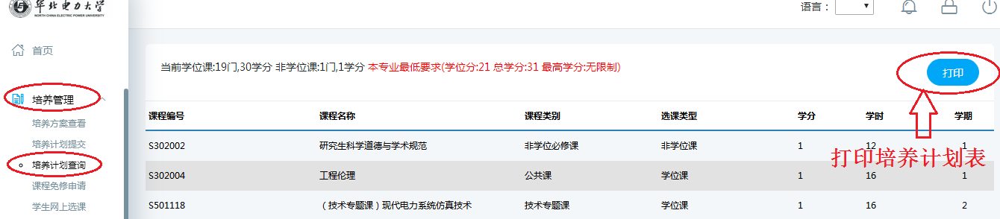 华北电力大学
NORTH CHINA ELECTRIC POWER UNIVERSITY
语言：
首页
培养管理
培养方案查看
培养计划提交
培养计划查询
课程免修申请
学生网上选课
当前学位课:19门,30学分 非学位课:1门,1学分 本专业最低要求(学位分:21 总学分:31 最高学分:无限制)
打印
课程编号 课程名称 课程类别 选课类型 学分 学时 学期
S302002 研究生科学道德与学术规范 非学位必修课 非学位课 1 12 1
S302004 工程伦理 公共课 学位课 1 16 1
S501118 （技术专题课）现代电力系统仿真技术 技术专题课 学位课 1 16 2
打印培养计划表